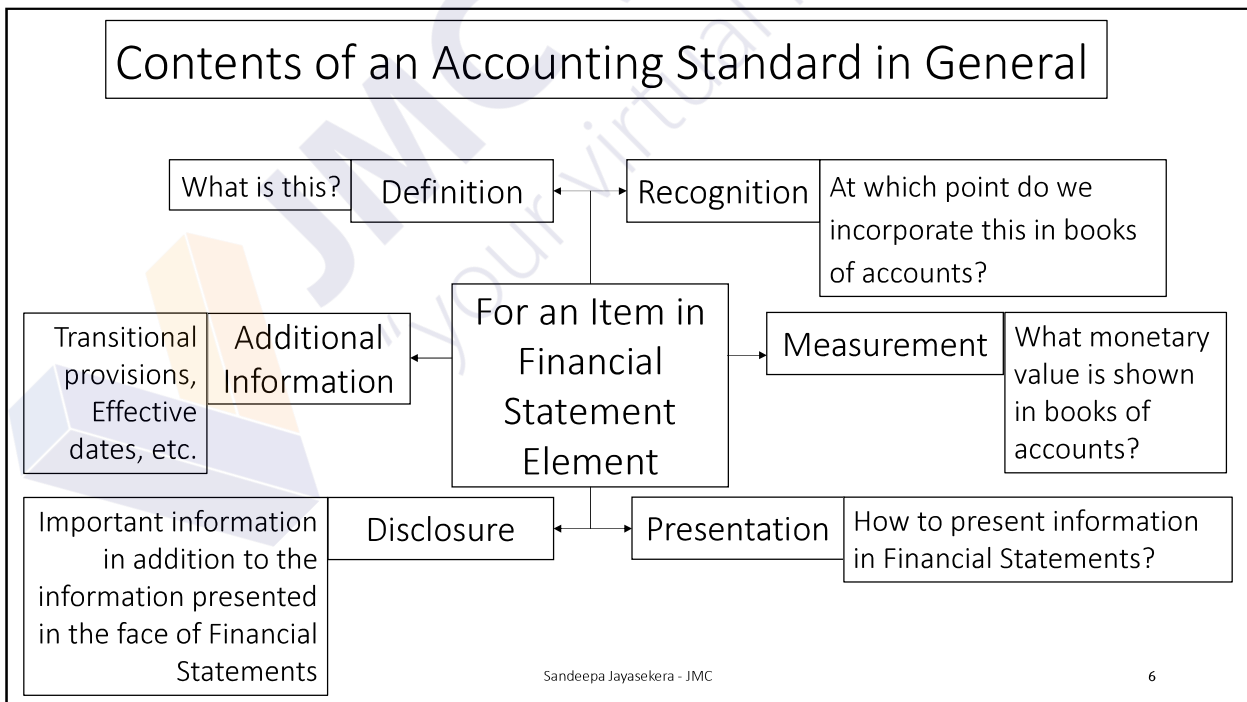 Contents of an Accounting Standard in General
What is this?
Definition
Recognition
At which point do we
incorporate this in books
of accounts?
For an Item in
Financial
Statement
Element
Transitional
provisions,
Effective
dates, etc.
Additional
Information
Measurement
What monetary
value is shown
in books of
accounts?
Important information
in addition to the
information presented
in the face of Financial
Statements
Disclosure
Presentation
How to present information
in Financial Statements?
Sandeepa Jayasekera - JMC
6
JMC
"your virtual